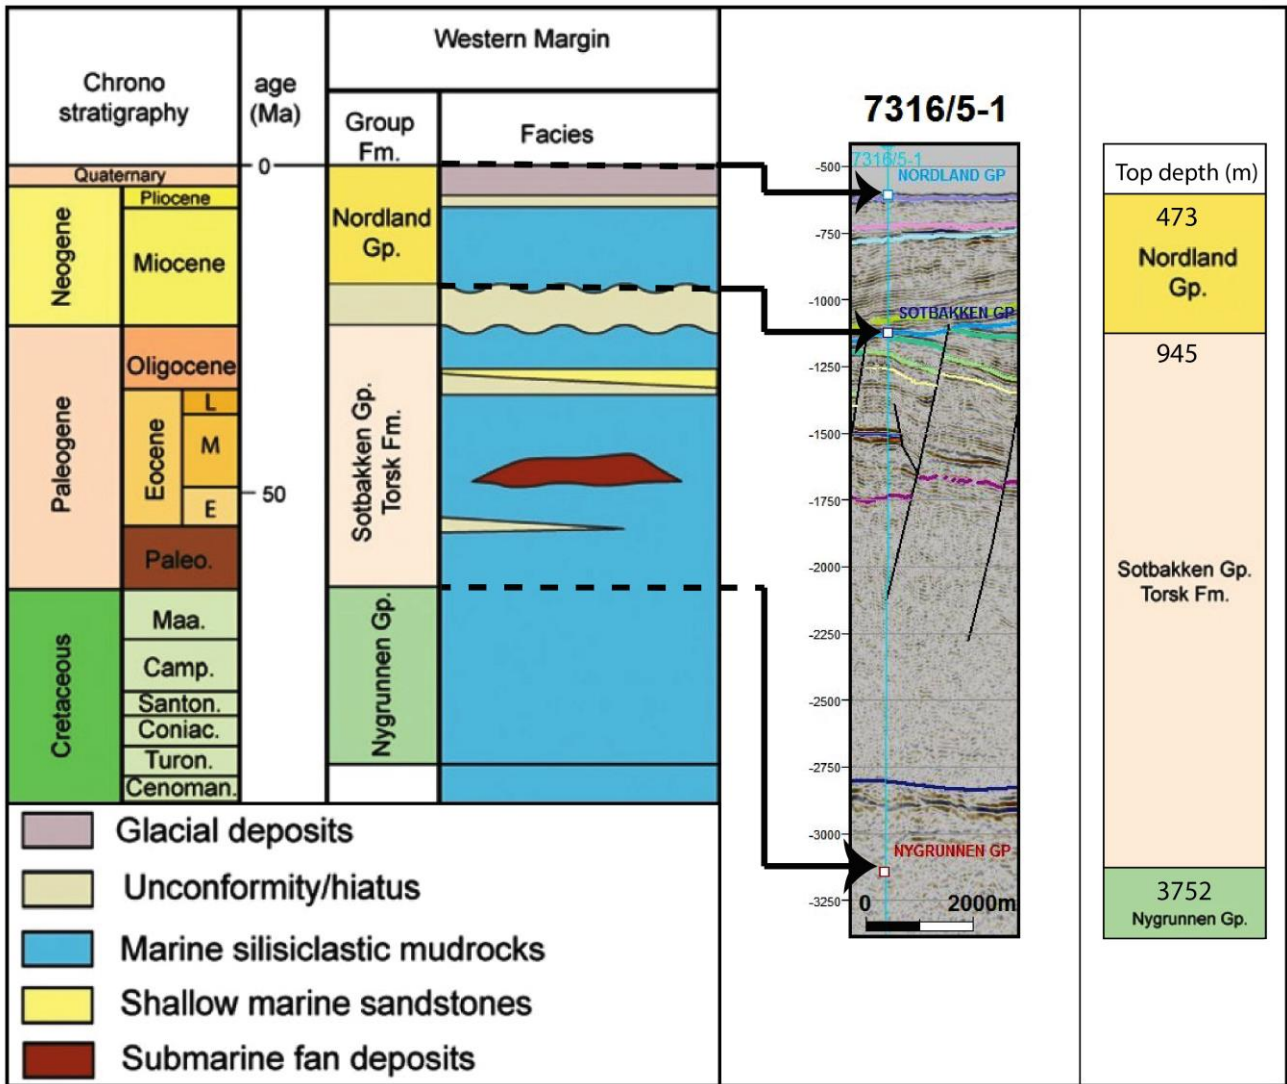 Western Margin
Chrono
stratigraphy
age
(Ma)
Group
Fm.
Facies
0
50
Quaternary
Neogene
Pliocene
Miocene
Paleogene
Oligocene
Eocene
L
M
E
Paleo.
Cretaceous
Maa.
Camp.
Santon.
Coniac.
Turon.
Cenoman.
Nordland
Gp.
Sotbakken Gp.
Torsk Fm.
Nygrunnen Gp.
Glacial deposits
Unconformity/hiatus
Marine silisiclastic mudrocks
Shallow marine sandstones
Submarine fan deposits
7316/5-1
7316/5-1
NORDLAND GP
SOTBAKKEN GP
NYGRUNNEN GP
-500
-750
-1000
-1250
-1500
-1750
-2000
-2250
-2500
-2750
-3000
-3250
0 2000m
Top depth (m)
473
Nordland
Gp.
945
Sotbakken Gp.
Torsk Fm.
3752
Nygrunnen Gp.